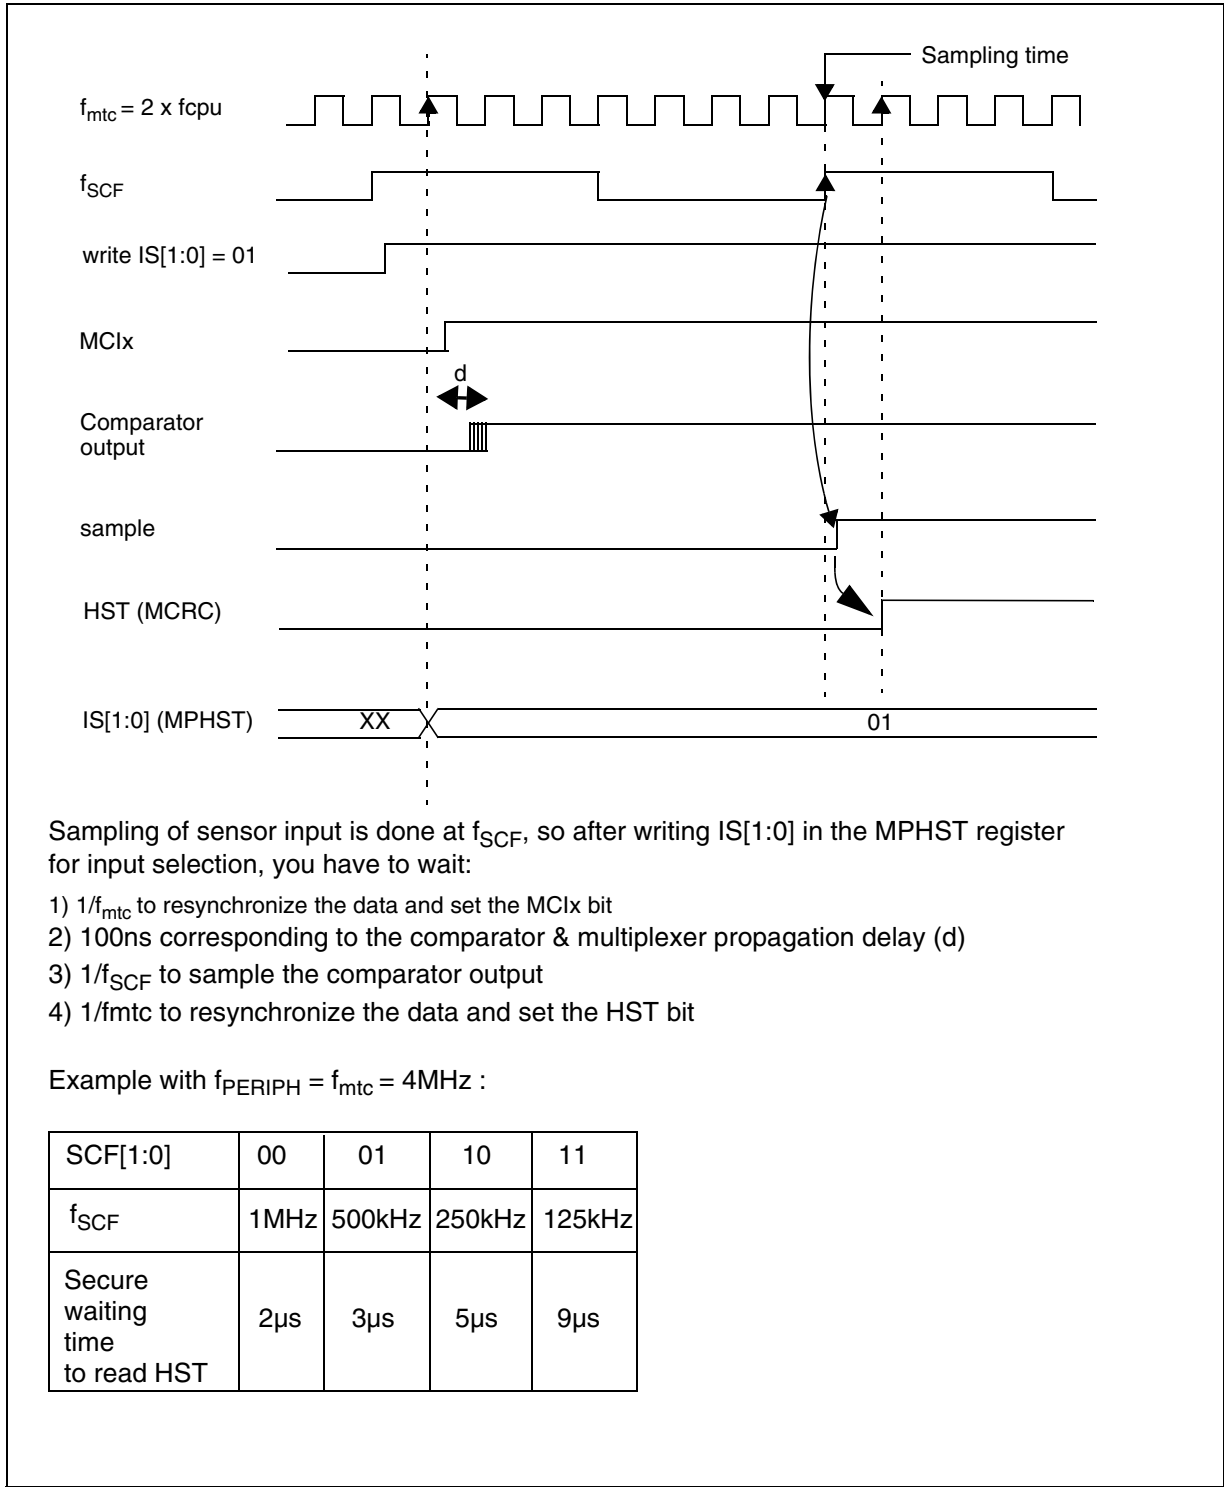 Sampling time
fmtc = 2 x fcpu
fSCF
write IS[1:0] = 01
MCIx
d
Comparator
output
sample
HST (MCRC)
IS[1:0] (MPHST)
XX
01
Sampling of sensor input is done at fSCF, so after writing IS[1:0] in the MPHST register
for input selection, you have to wait:
1) 1/fmtc to resynchronize the data and set the MCIx bit
2) 100ns corresponding to the comparator & multiplexer propagation delay (d)
3) 1/fSCF to sample the comparator output
4) 1/fmtc to resynchronize the data and set the HST bit
Example with fPERIPH = fmtc = 4MHz :
SCF[1:0] 00 01 10 11
fSCF 1MHz 500kHz 250kHz 125kHz
Secure
waiting
time
to read HST
2µs 3µs 5µs 9µs